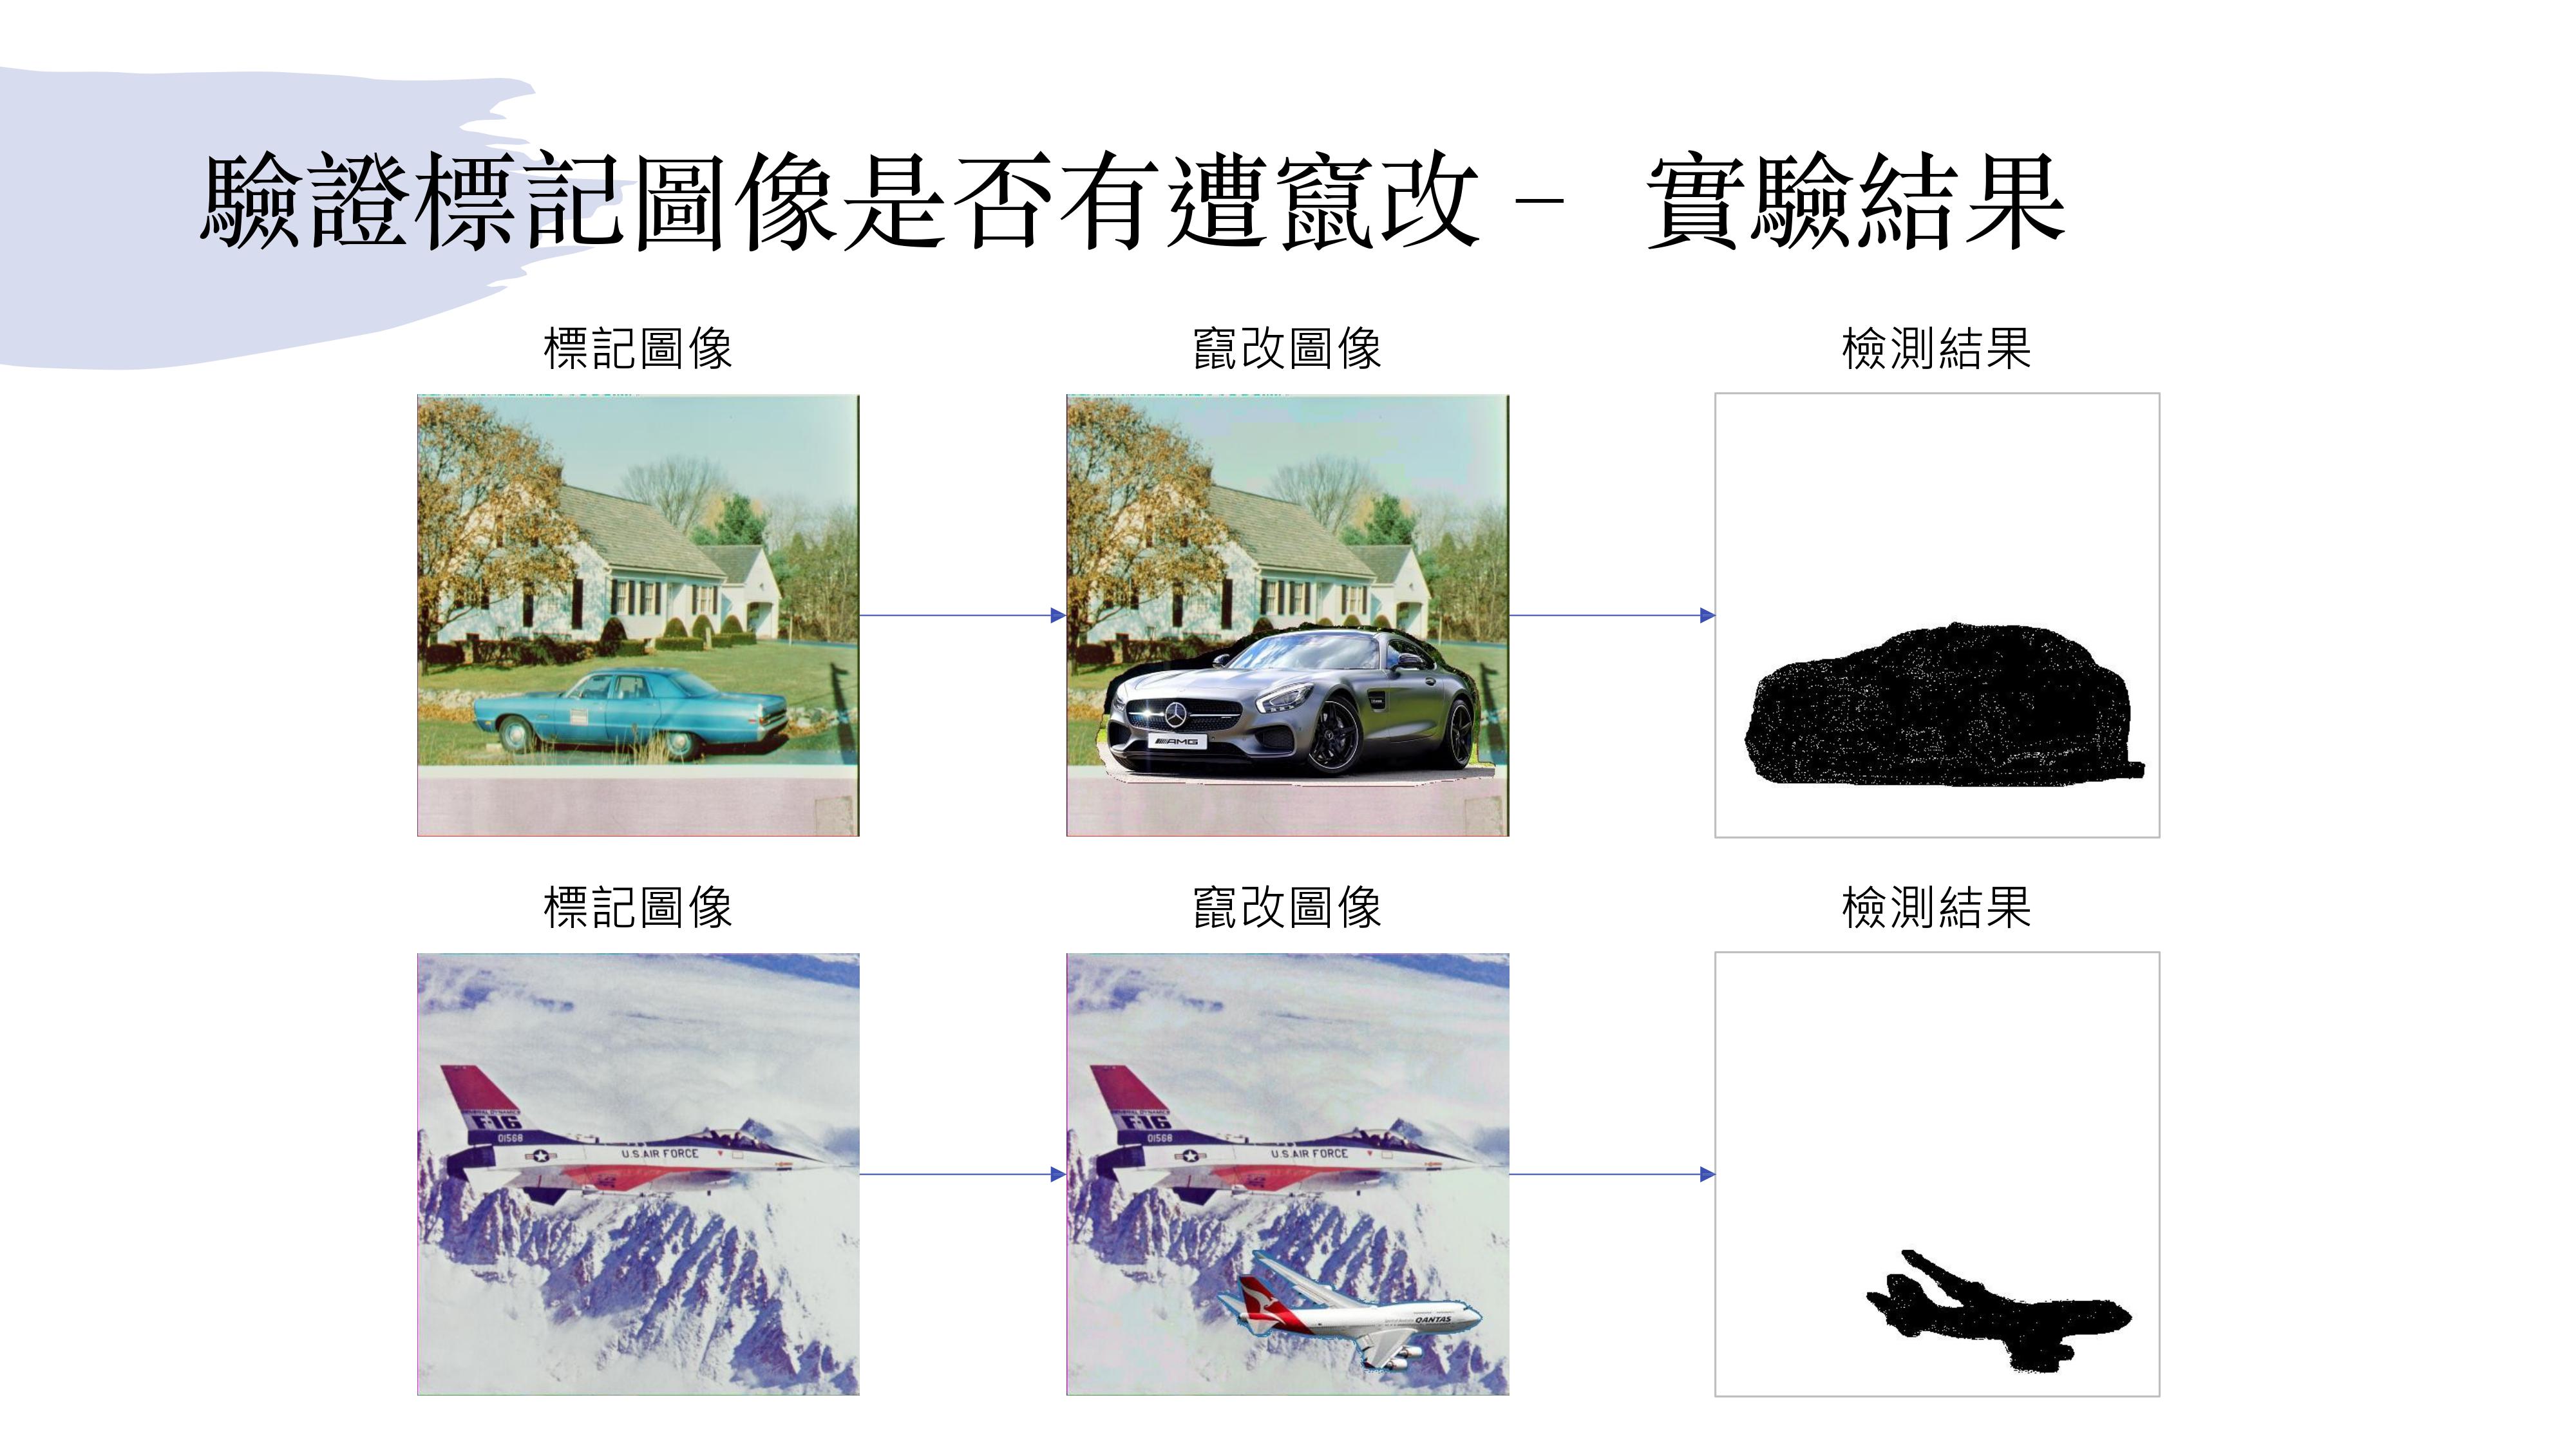 驗證標記圖像是否有遭竄改 – 實驗結果
標記圖像
竄改圖像
檢測結果
AMG
標記圖像
竄改圖像
檢測結果
F-16
01568
U.S.AIR FORCE
F-16
01568
U.S.AIR FORCE
QANTAS